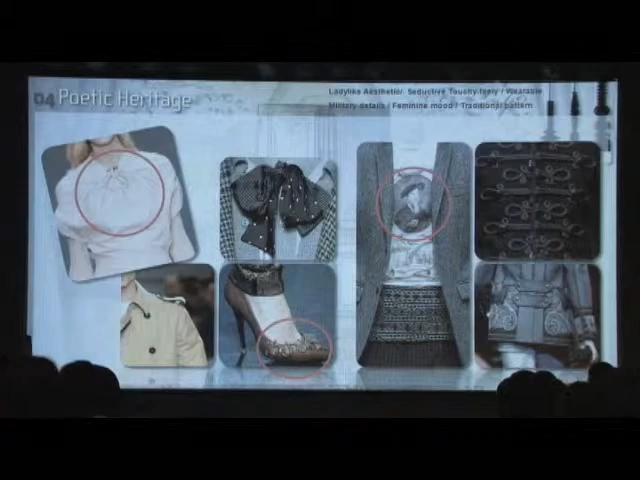 04 Poetic Heritage
Ladylike Aesthetic/ Seductive Touchy-feely / Wearable
Military details / Feminine mood / Traditional pattern